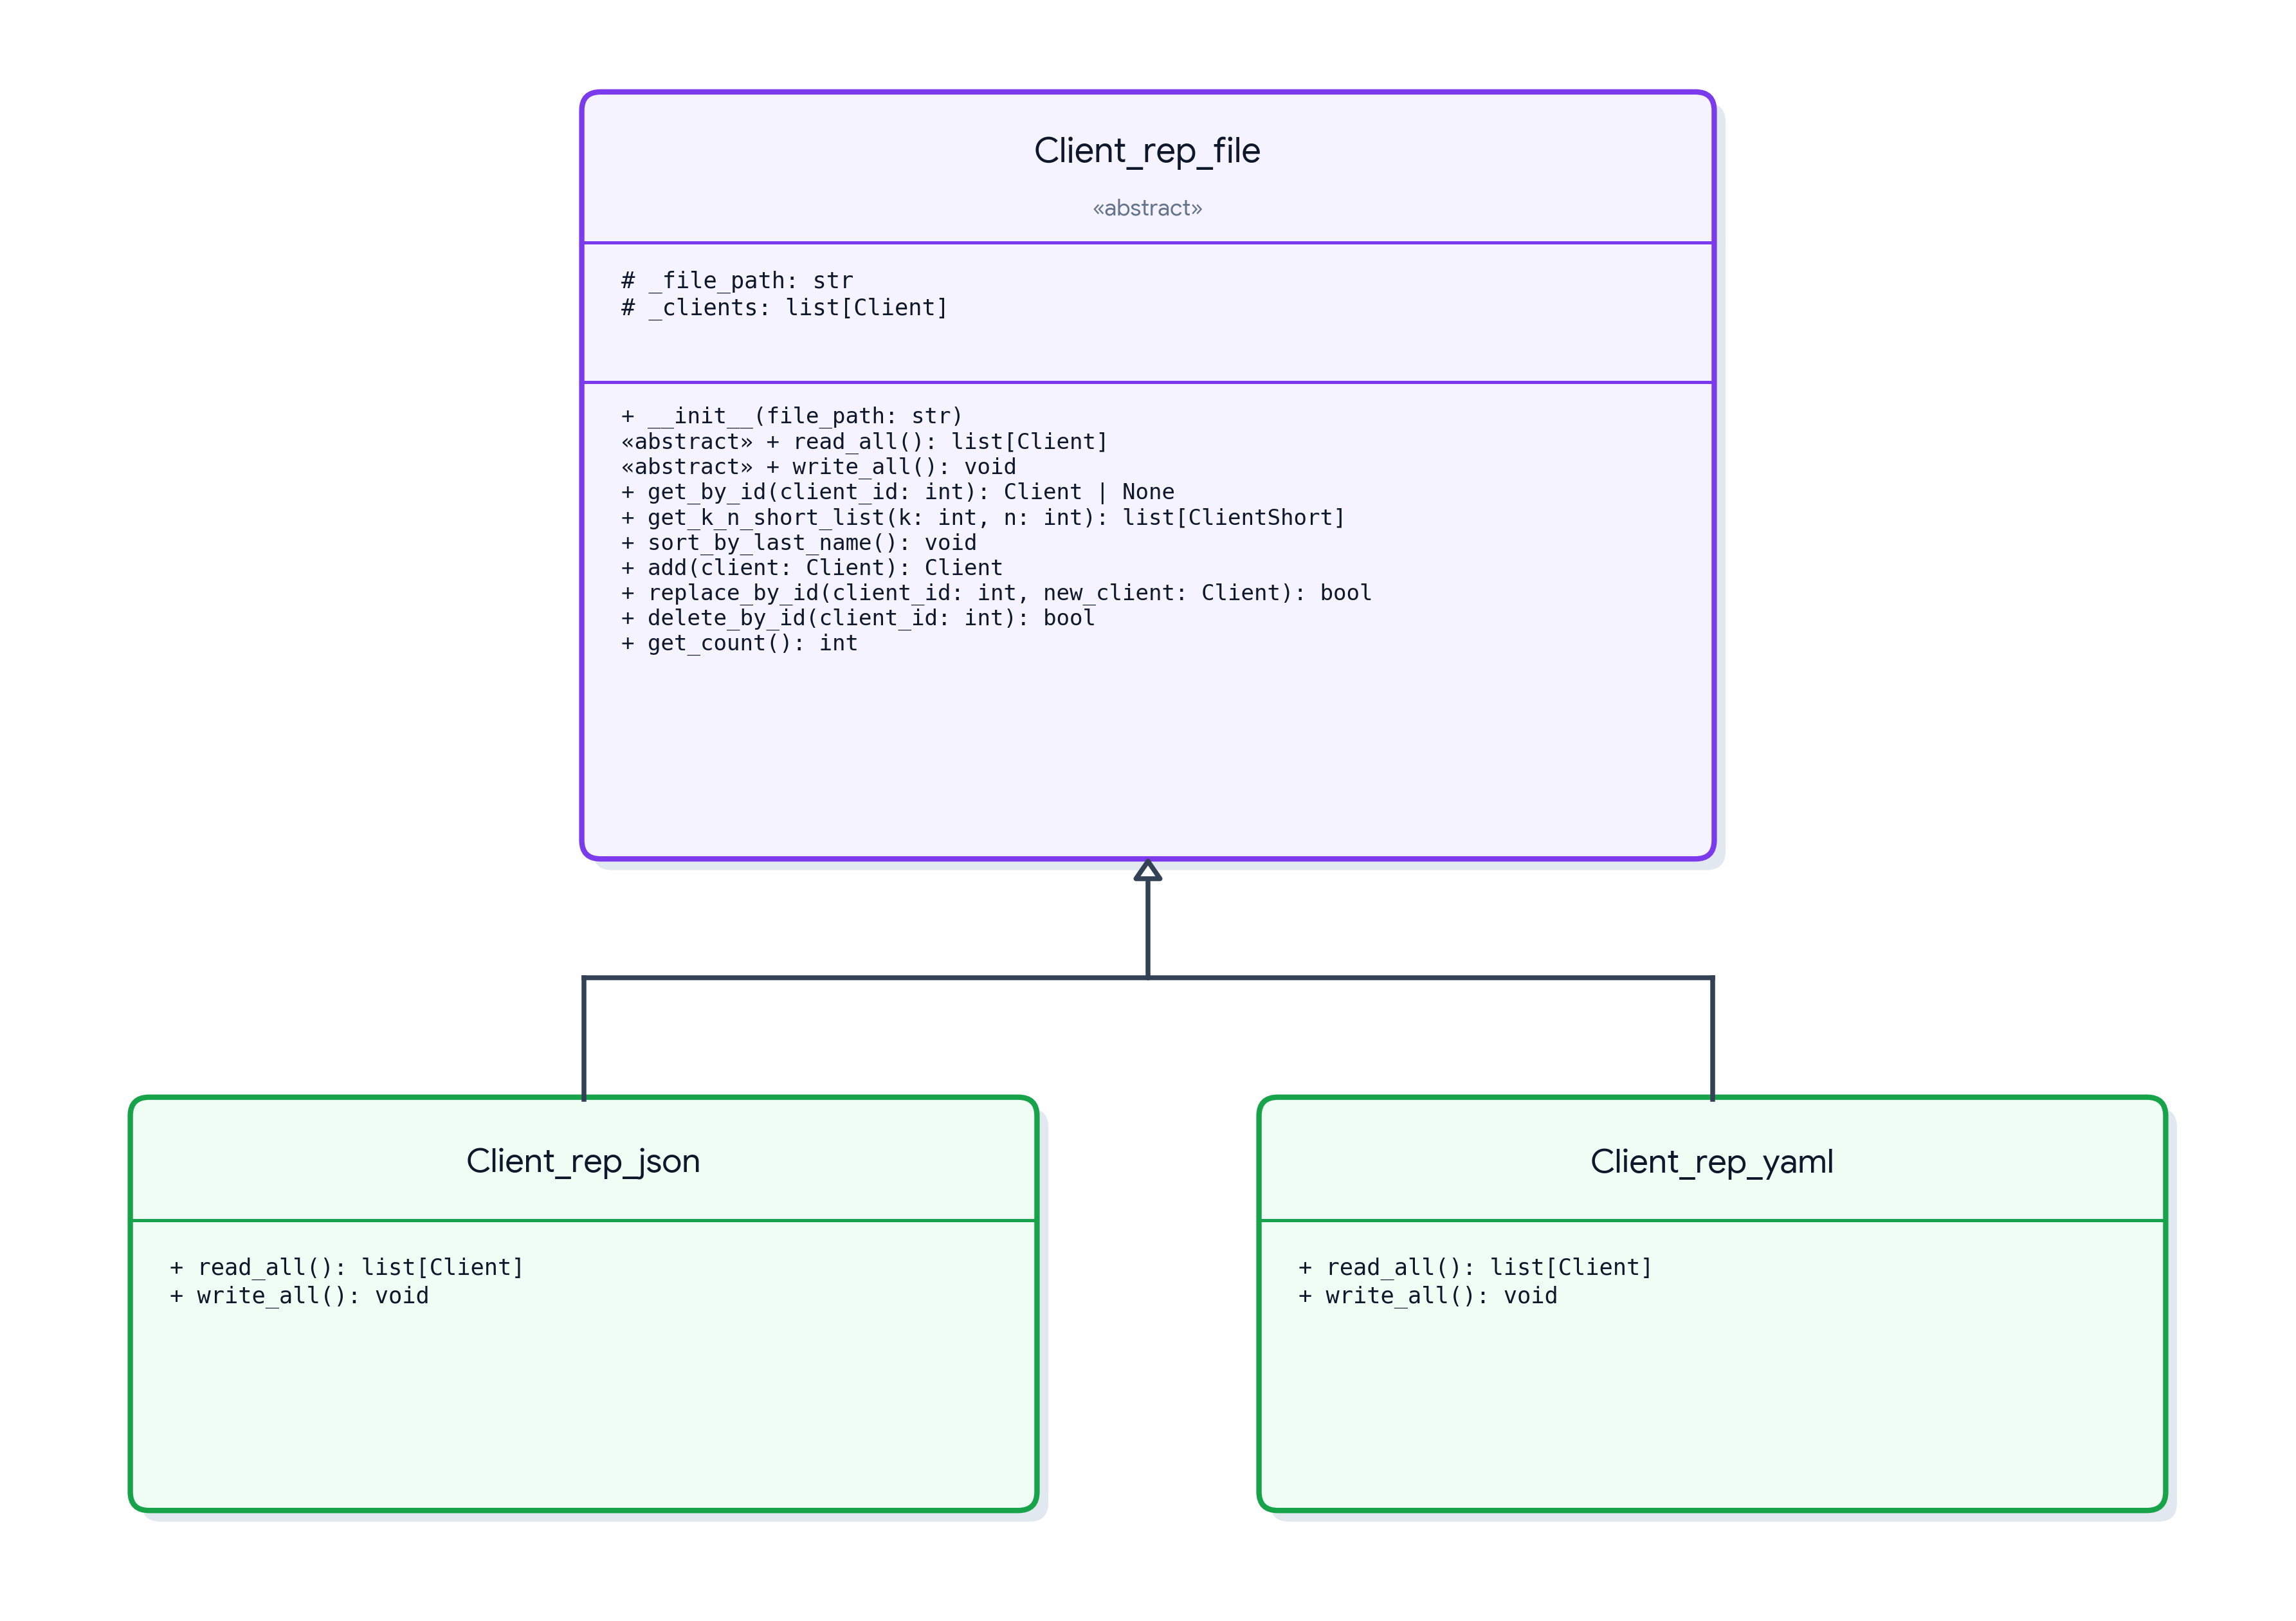 Client_rep_file
«abstract»
# _file_path: str
# _clients: list[Client]
+ __init__(file_path: str)
«abstract» + read_all(): list[Client]
«abstract» + write_all(): void
+ get_by_id(client_id: int): Client | None
+ get_k_n_short_list(k: int, n: int): list[ClientShort]
+ sort_by_last_name(): void
+ add(client: Client): Client
+ replace_by_id(client_id: int, new_client: Client): bool
+ delete_by_id(client_id: int): bool
+ get_count(): int
Client_rep_json
+ read_all(): list[Client]
+ write_all(): void
Client_rep_yaml
+ read_all(): list[Client]
+ write_all(): void